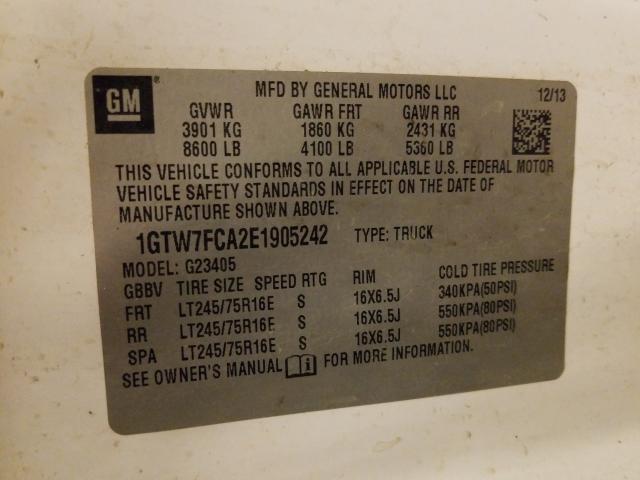 GM
MFD BY GENERAL MOTORS LLC 12/13
GVWR GAWR FRT GAWR RR
3901 KG 1860 KG 2431 KG
8600 LB 4100 LB 5360 LB
THIS VEHICLE CONFORMS TO ALL APPLICABLE U.S. FEDERAL MOTOR
VEHICLE SAFETY STANDARDS IN EFFECT ON THE DATE OF
MANUFACTURE SHOWN ABOVE.
1GTW7FCA2E1905242 TYPE: TRUCK
MODEL: G23405
GBBV TIRE SIZE SPEED RTG RIM COLD TIRE PRESSURE
FRT LT245/75R16E S 16X6.5J 340KPA(50PSI)
RR LT245/75R16E S 16X6.5J 550KPA(80PSI)
SPA LT245/75R16E S 16X6.5J 550KPA(80PSI)
SEE OWNER'S MANUAL FOR MORE INFORMATION.